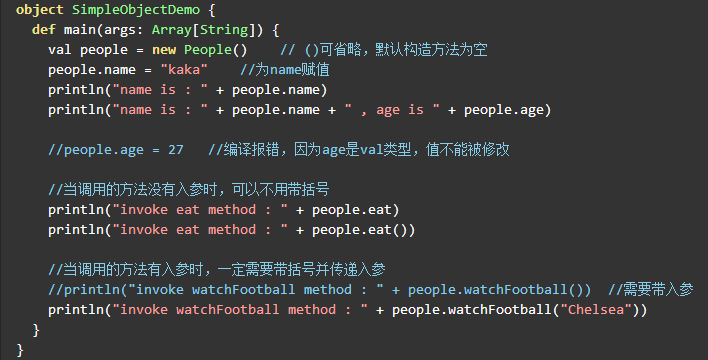 object SimpleObjectDemo {
  def main(args: Array[String]) {
    val people = new People()    // ()可省略，默认构造方法为空
    people.name = "kaka"    //为name赋值
    println("name is : " + people.name)
    println("name is : " + people.name + " , age is " + people.age)

    //people.age = 27   //编译报错，因为age是val类型，值不能被修改

    //当调用的方法没有入参时，可以不用带括号
    println("invoke eat method : " + people.eat)
    println("invoke eat method : " + people.eat())

    //当调用的方法有入参时，一定需要带括号并传递入参
    //println("invoke watchFootball method : " + people.watchFootball())  //需要带入参
    println("invoke watchFootball method : " + people.watchFootball("Chelsea"))
  }
}